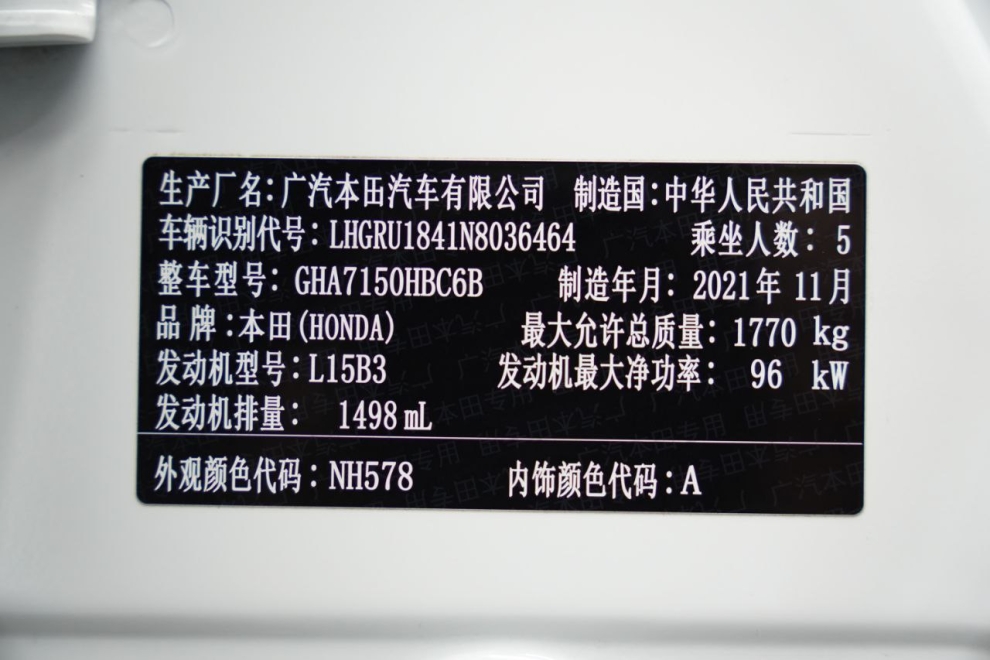 生产厂名:广汽本田汽车有限公司 制造国:中华人民共和国
车辆识别代号:LHGRU1841N8036464 乘坐人数: 5
整车型号: GHA7150HBC6B 制造年月: 2021年 11月
品 牌:本田(HONDA) 最大允许总质量: 1770 kg
发动机型号:L15B3 发动机最大净功率: 96 kW
发动机排量: 1498 mL
外观颜色代码:NH578 内饰颜色代码:A